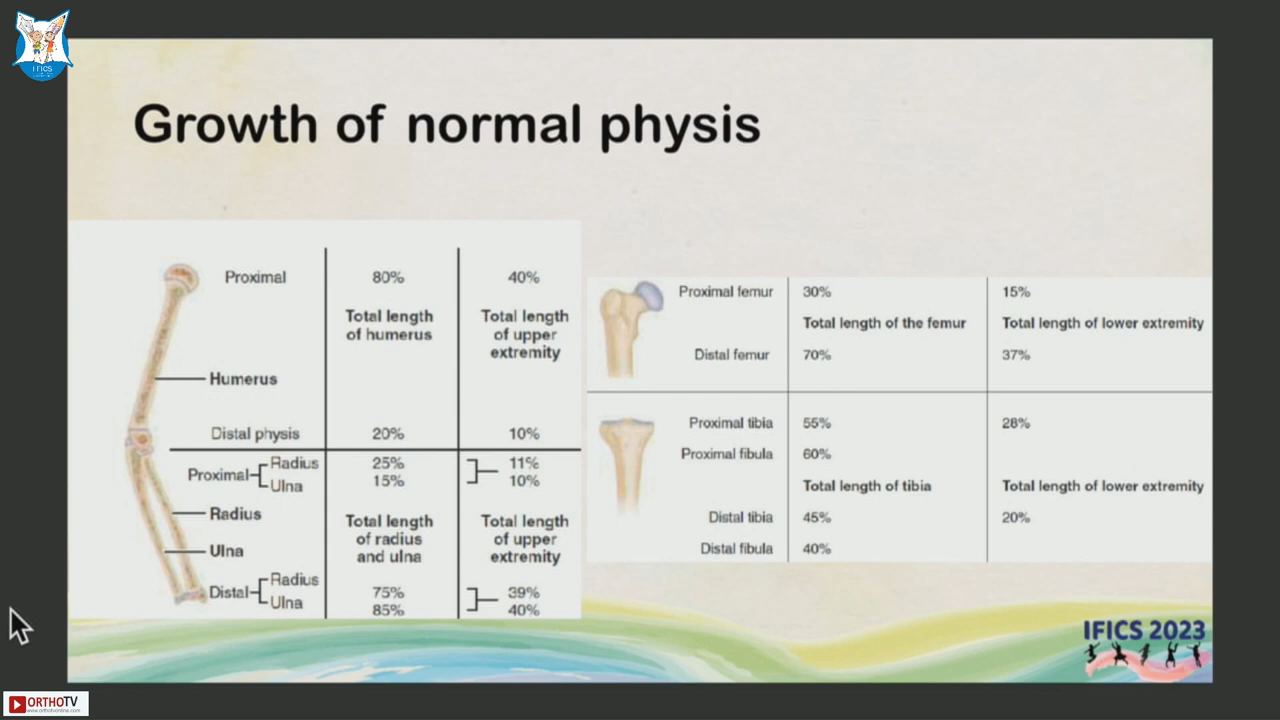 IFICS
Growth of normal physis
Proximal 80% 40%
Total length of humerus
Total length of upper extremity
Humerus
Distal physis 20% 10%
Proximal Radius 25% 11%
Ulna 15% 10%
Radius
Total length of radius and ulna
Total length of upper extremity
Ulna
Distal Radius 75% 39%
Ulna 85% 40%
Proximal femur 30% 15%
Total length of the femur Total length of lower extremity
Distal femur 70% 37%
Proximal tibia 55% 28%
Proximal fibula 60%
Total length of tibia Total length of lower extremity
Distal tibia 45% 20%
Distal fibula 40%
IFICS 2023
ORTHOTV
www.orthotvonline.com